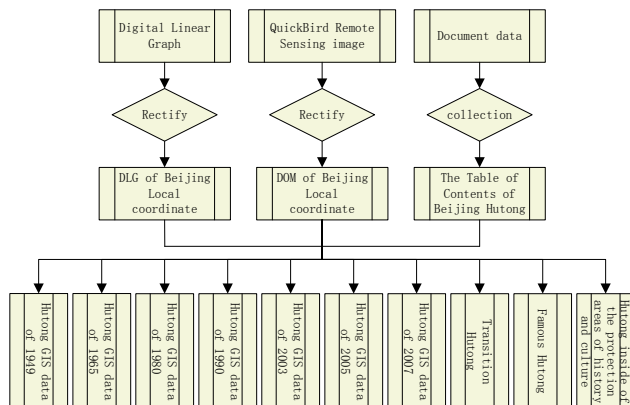 Digital Linear
Graph
QuickBird Remote
Sensing image
Document data
Rectify
Rectify
collection
DLG of Beijing
Local
coordinate
DOM of Beijing
Local
coordinate
The Table of
Contents of
Beijing Hutong
Hutong GIS data
of 1949
Hutong GIS data
of 1965
Hutong GIS data
of 1980
Hutong GIS data
of 1990
Hutong GIS data
of 2003
Hutong GIS data
of 2005
Hutong GIS data
of 2007
Transition
Hutong
Famous Hutong
Hutong inside of
the protection
areas of history
and culture